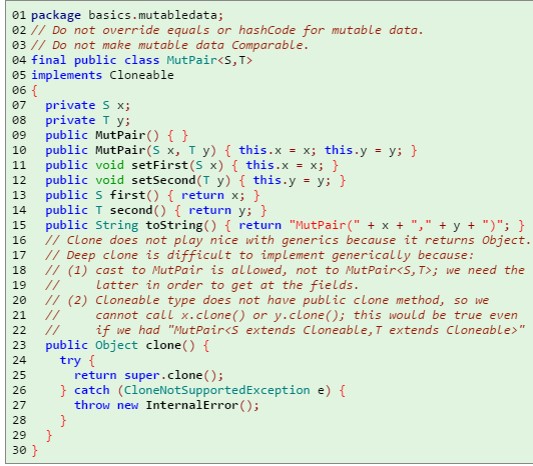 01 package basics.mutabledata;
02 // Do not override equals or hashCode for mutable data.
03 // Do not make mutable data Comparable.
04 final public class MutPair<S,T>
05 implements Cloneable
06 {
07   private S x;
08   private T y;
09   public MutPair() { }
10   public MutPair(S x, T y) { this.x = x; this.y = y; }
11   public void setFirst(S x) { this.x = x; }
12   public void setSecond(T y) { this.y = y; }
13   public S first() { return x; }
14   public T second() { return y; }
15   public String toString() { return "MutPair(" + x + "," + y + ")"; }
16   // Clone does not play nice with generics because it returns Object.
17   // Deep clone is difficult to implement generically because:
18   // (1) cast to MutPair is allowed, not to MutPair<S,T>; we need the
19   //     latter in order to get at the fields.
20   // (2) Cloneable type does not have public clone method, so we
21   //     cannot call x.clone() or y.clone(); this would be true even
22   //     if we had "MutPair<S extends Cloneable,T extends Cloneable>"
23   public Object clone() {
24     try {
25       return super.clone();
26     } catch (CloneNotSupportedException e) {
27       throw new InternalError();
28     }
29   }
30 }